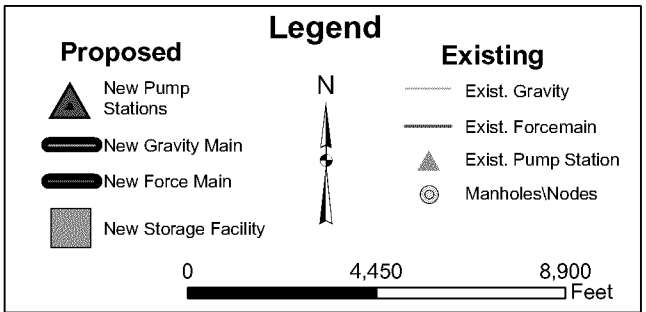 Legend
Proposed
New Pump
Stations
New Gravity Main
New Force Main
New Storage Facility
N
Existing
Exist. Gravity
Exist. Forcemain
Exist. Pump Station
Manholes\Nodes
0 4,450 8,900
Feet